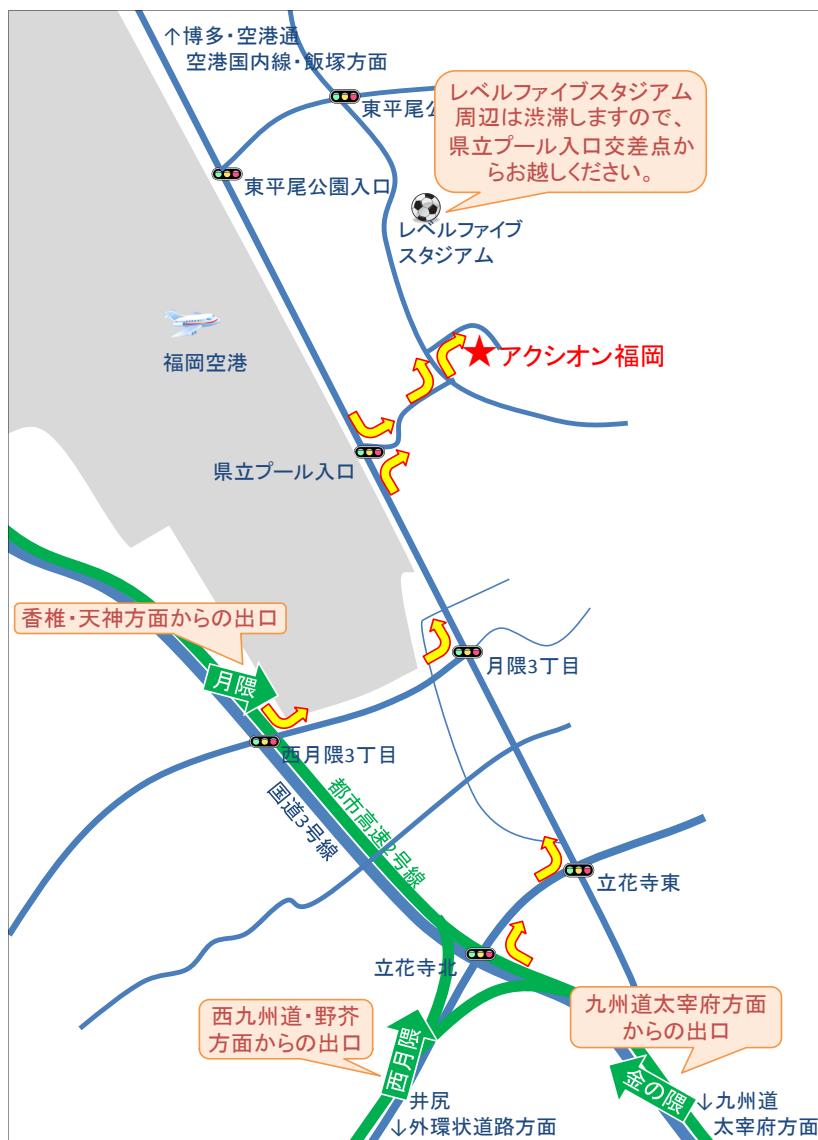 ↑博多・空港通
空港国内線・飯塚方面
東平尾公
レベルファイブスタジアム
周辺は渋滞しますので、
県立プール入口交差点か
らお越しください。
東平尾公園入口
レベルファイブ
スタジアム
福岡空港
アクシオン福岡
県立プール入口
香椎・天神方面からの出口
月隈
月隈3丁目
西月隈3丁目
国道3号線
都市高速2号線
立花寺東
立花寺北
西九州道・野芥
方面からの出口
九州道太宰府方面
からの出口
西月隈
金の隈
井尻
↓外環状道路方面
↓九州道
太宰府方面